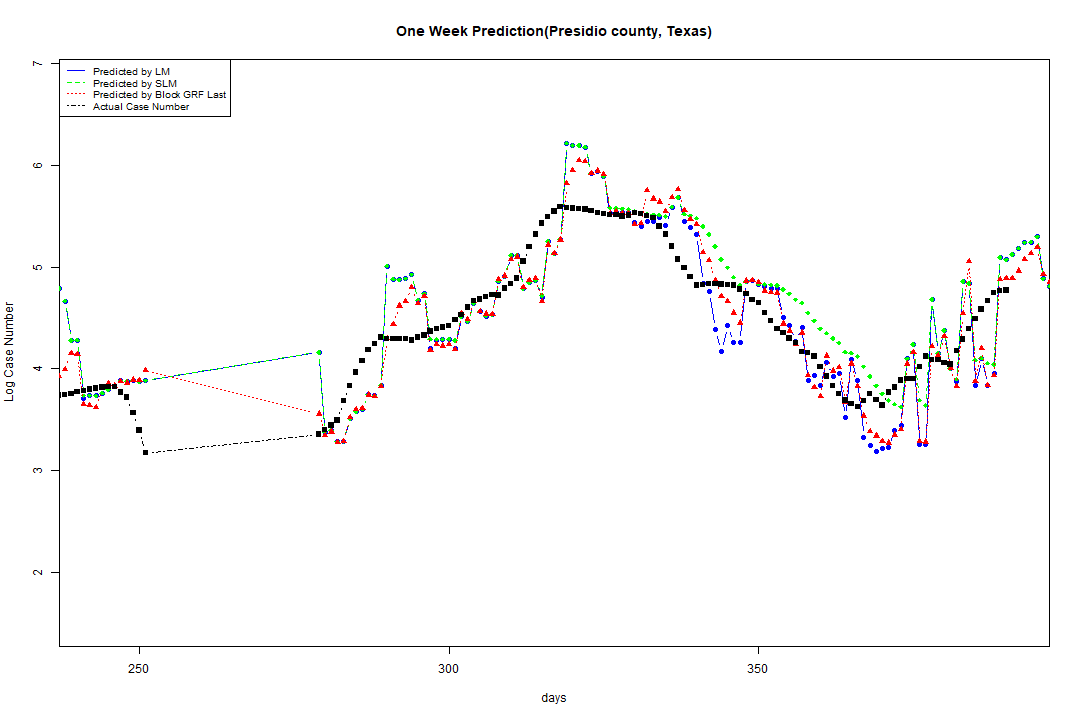 One Week Prediction(Presidio county, Texas)
Predicted by LM
Predicted by SLM
Predicted by Block GRF Last
Actual Case Number
7
6
5
4
3
2
Log Case Number
250
300
350
days